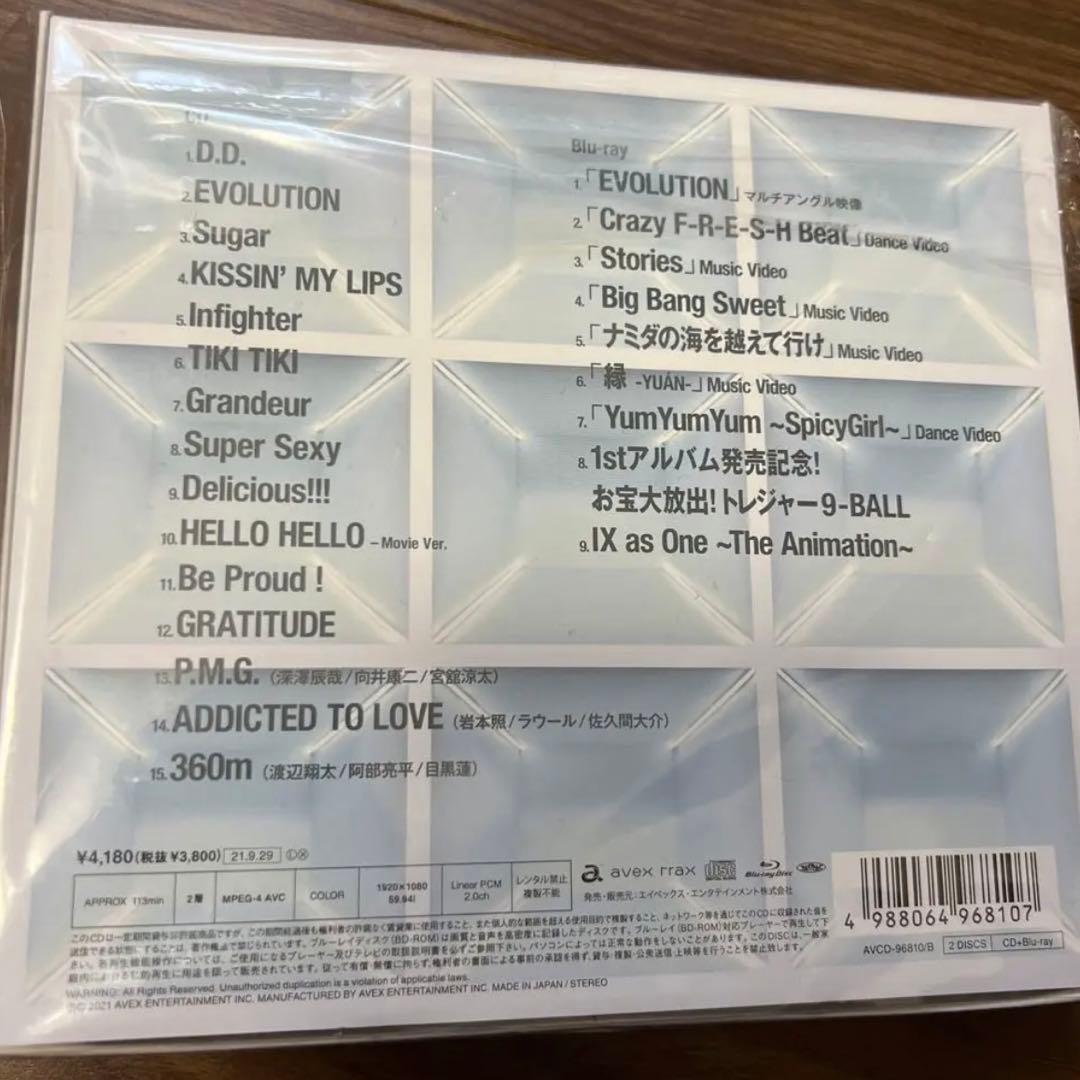 CD
1.D.D.
2.EVOLUTION
3.Sugar
4.KISSIN' MY LIPS
5.Infighter
6.TIKI TIKI
7.Grandeur
8.Super Sexy
9.Delicious!!!
10.HELLO HELLO –Movie Ver.
11.Be Proud !
12.GRATITUDE
13.P.M.G.（深澤辰哉/向井康二/宮舘涼太）
14.ADDICTED TO LOVE（岩本照/ラウール/佐久間大介）
15.360m（渡辺翔太/阿部亮平/目黒蓮）
Blu-ray
1.「EVOLUTION」マルチアングル映像
2.「Crazy F-R-E-S-H Beat」Dance Video
3.「Stories」Music Video
4.「Big Bang Sweet」Music Video
5.「ナミダの海を越えて行け」Music Video
6.「縁 -YUÁN-」Music Video
7.「YumYumYum ~SpicyGirl~」Dance Video
8.1stアルバム発売記念!
お宝大放出!トレジャー9-BALL
9.IX as One ~The Animation~
¥4,180(税抜¥3,800) 21.9.29 ⓁⓍ
APPROX 113min 2層 MPEG-4 AVC COLOR 1920×1080 59.94i Linear PCM 2.0ch レンタル禁止 複製不能
avex trax Blu-ray Disc
発売・販売元：エイベックス・エンタテインメント株式会社
WARNING: All Rights Reserved. Unauthorized duplication is a violation of applicable laws.
Ⓟ© 2021 AVEX ENTERTAINMENT INC. MANUFACTURED BY AVEX ENTERTAINMENT INC. MADE IN JAPAN / STEREO
4 988064 968107
AVCD-96810/B 2 DISCS CD+Blu-ray